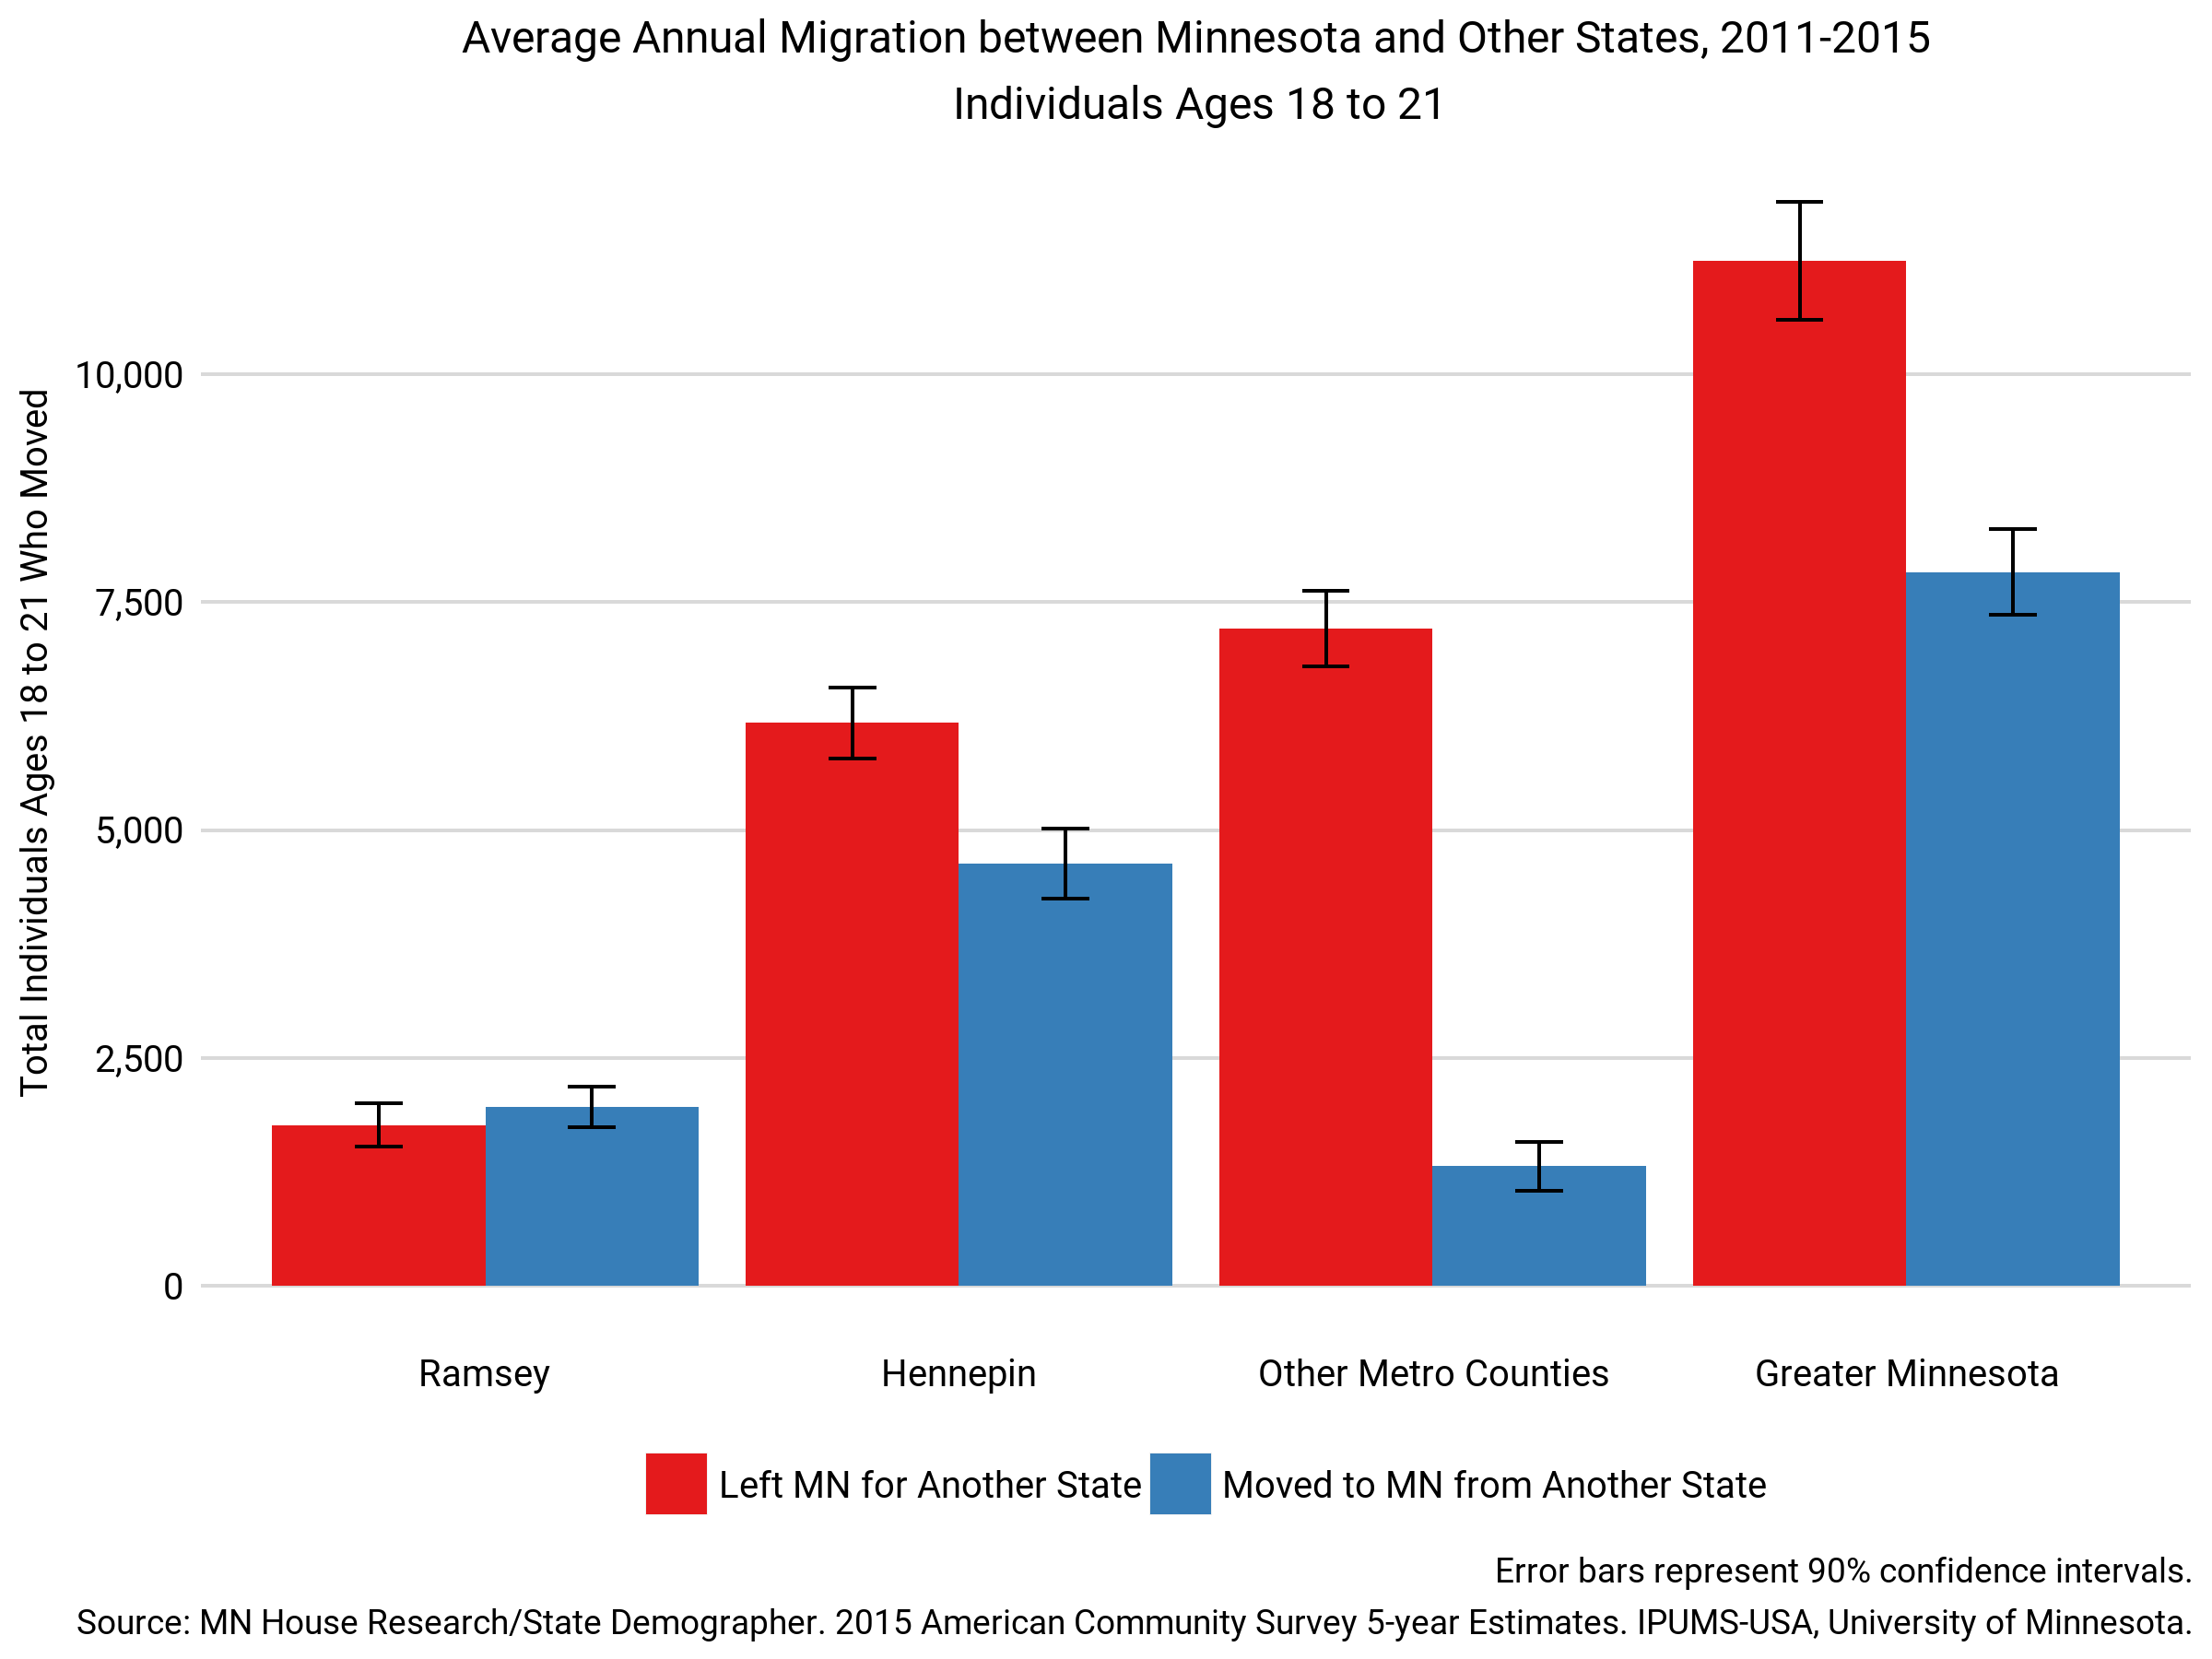 Average Annual Migration between Minnesota and Other States, 2011-2015
Individuals Ages 18 to 21
Total Individuals Ages 18 to 21 Who Moved
10,000
7,500
5,000
2,500
0
Ramsey
Hennepin
Other Metro Counties
Greater Minnesota
Left MN for Another State
Moved to MN from Another State
Error bars represent 90% confidence intervals.
Source: MN House Research/State Demographer. 2015 American Community Survey 5-year Estimates. IPUMS-USA, University of Minnesota.